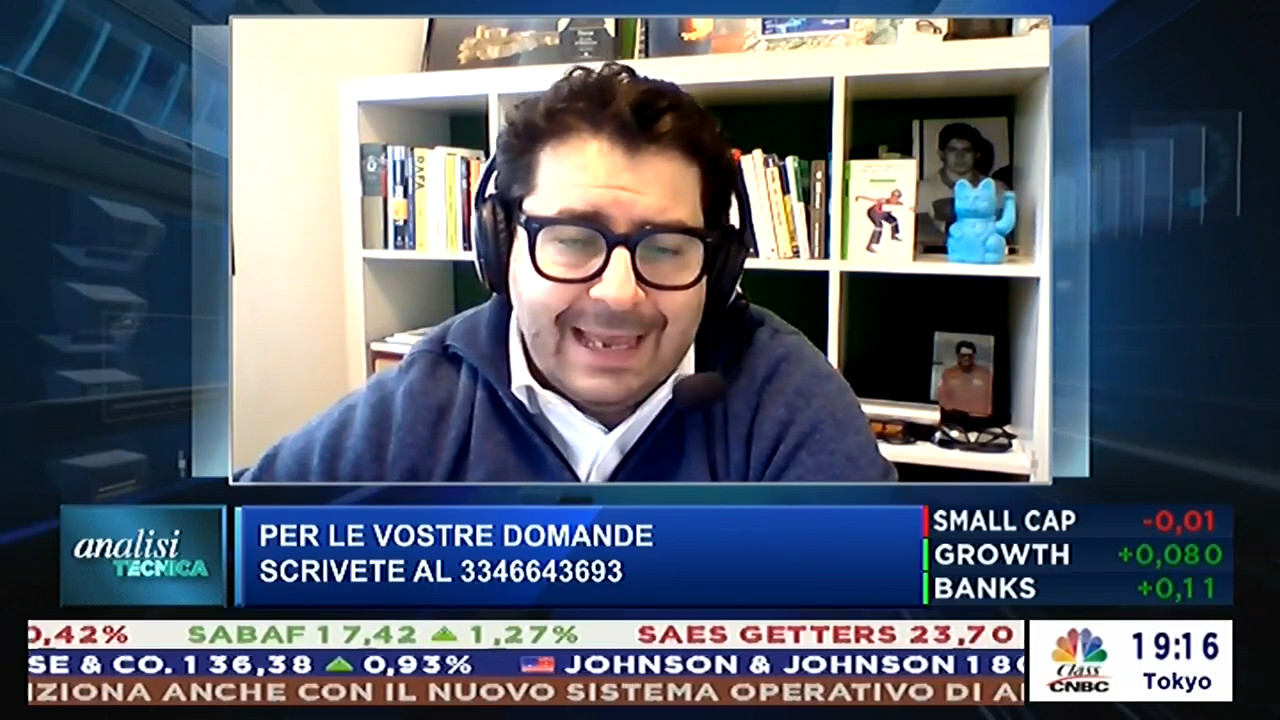 RAFA
analisi
TECNICA
PER LE VOSTRE DOMANDE
SCRIVETE AL 3346643693
SMALL CAP -0,01
GROWTH +0,080
BANKS +0,11
0,42% SABAF 17,42 1,27% SAES GETTERS 23,70
SE & CO. 136,38 0,93% JOHNSON & JOHNSON 180
IZIONA ANCHE CON IL NUOVO SISTEMA OPERATIVO DI A
Class
CNBC
19:16
Tokyo